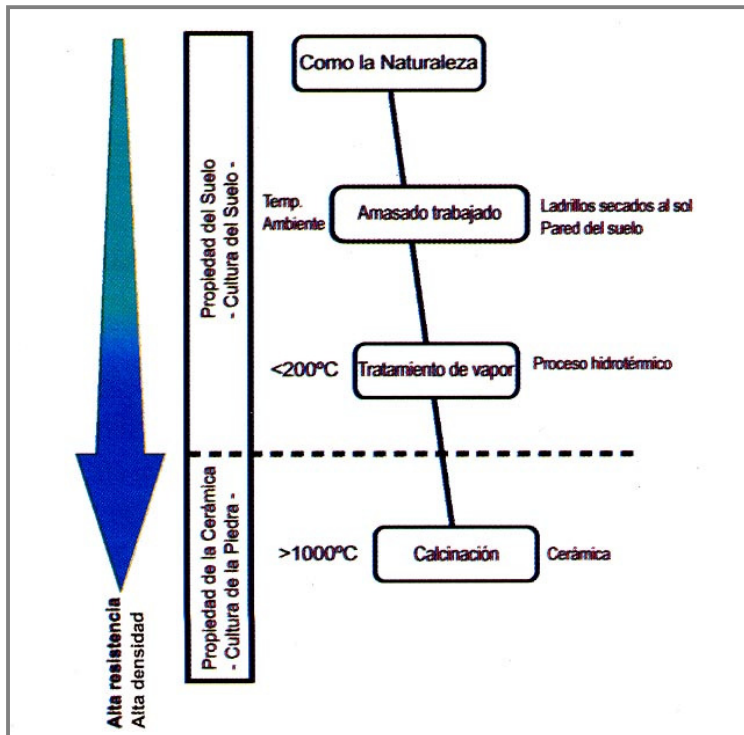 Como la Naturaleza
Propiedad del Suelo
- Cultura del Suelo -
Temp.
Ambiente
Amasado trabajado
Ladrillos secados al sol
Pared del suelo
<200ºC
Tratamiento de vapor
Proceso hidrotérmico
Propiedad de la Cerámica
- Cultura de la Piedra -
>1000ºC
Calcinación
Cerámica
Alta resistencia
Alta densidad